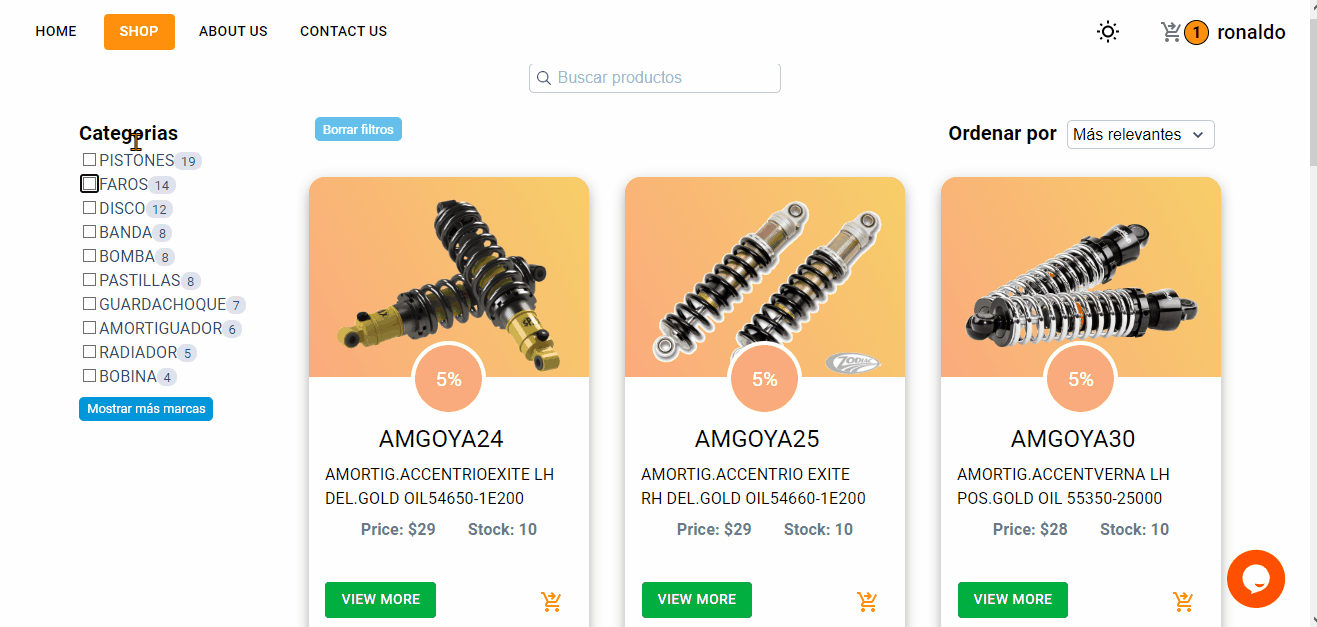 HOME SHOP ABOUT US CONTACT US 1 ronaldo
Buscar productos
Categorias
PISTONES 19
FAROS 14
DISCO 12
BANDA 8
BOMBA 8
PASTILLAS 8
GUARDACHOQUE 7
AMORTIGUADOR 6
RADIADOR 5
BOBINA 4
Mostrar más marcas
Borrar filtros
Ordenar por Más relevantes
5%
AMGOYA24
AMORTIG.ACCENTRIOEXITE LH
DEL.GOLD OIL54650-1E200
Price: $29 Stock: 10
VIEW MORE
ZODIAC
5%
AMGOYA25
AMORTIG.ACCENTRIO EXITE
RH DEL.GOLD OIL54660-1E200
Price: $29 Stock: 10
VIEW MORE
5%
AMGOYA30
AMORTIG.ACCENTVERNA LH
POS.GOLD OIL 55350-25000
Price: $28 Stock: 10
VIEW MORE